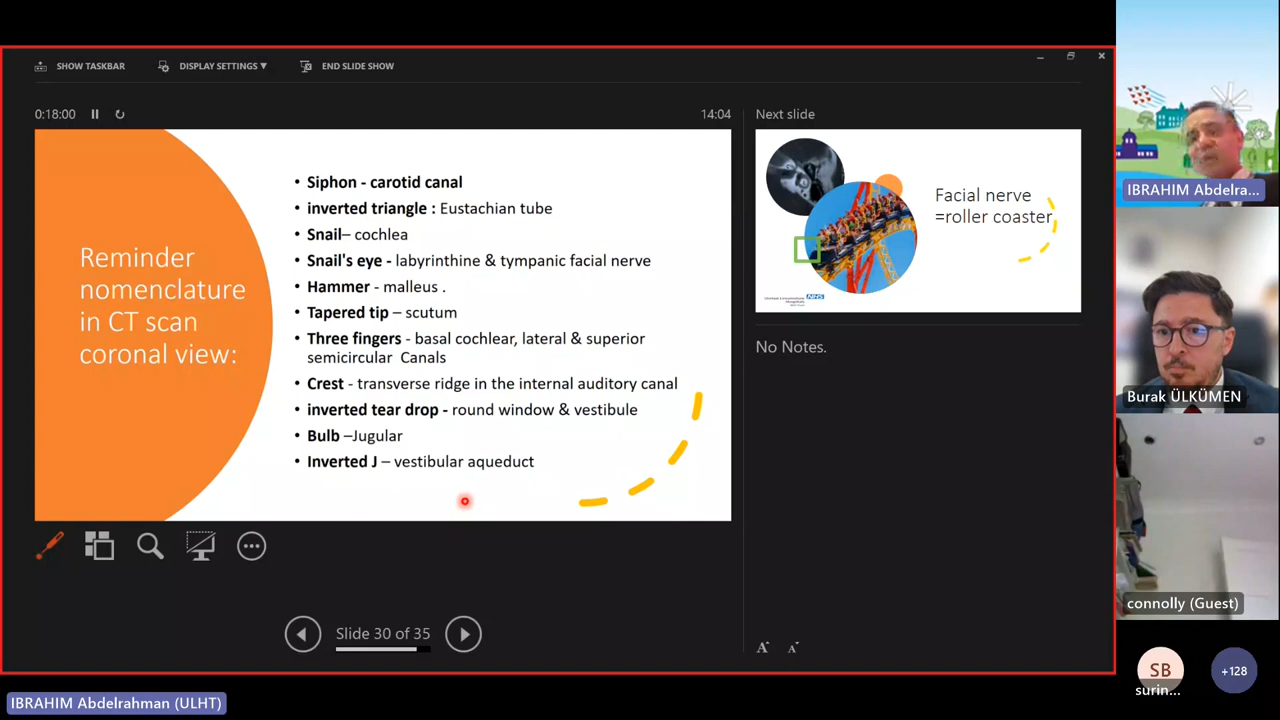 SHOW TASKBAR
DISPLAY SETTINGS ▼
END SLIDE SHOW
0:18:00
14:04
Next slide
Reminder
nomenclature
in CT scan
coronal view:
• Siphon - carotid canal
• inverted triangle : Eustachian tube
• Snail– cochlea
• Snail's eye - labyrinthine & tympanic facial nerve
• Hammer - malleus .
• Tapered tip – scutum
• Three fingers - basal cochlear, lateral & superior
semicircular Canals
• Crest - transverse ridge in the internal auditory canal
• inverted tear drop - round window & vestibule
• Bulb –Jugular
• Inverted J – vestibular aqueduct
Facial nerve
=roller coaster
NHS
No Notes.
Slide 30 of 35
A A
IBRAHIM Abdelra...
Burak ÜLKÜMEN
connolly (Guest)
SB
surin...
+128
IBRAHIM Abdelrahman (ULHT)